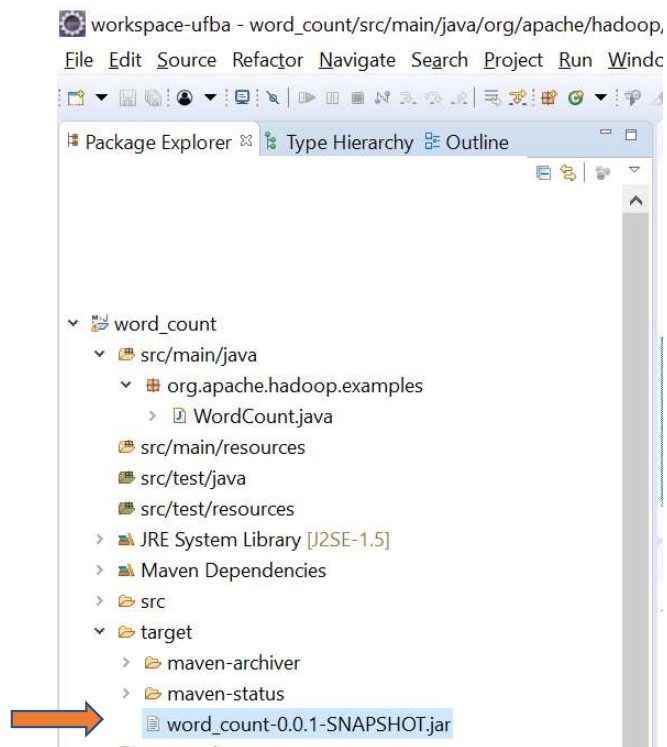 workspace-ufba - word_count/src/main/java/org/apache/hadoop/
File Edit Source Refactor Navigate Search Project Run
Package Explorer Type Hierarchy Outline
word_count
src/main/java
org.apache.hadoop.examples
WordCount.java
src/main/resources
src/test/java
src/test/resources
JRE System Library [J2SE-1.5]
Maven Dependencies
src
target
maven-archiver
maven-status
word_count-0.0.1-SNAPSHOT.jar